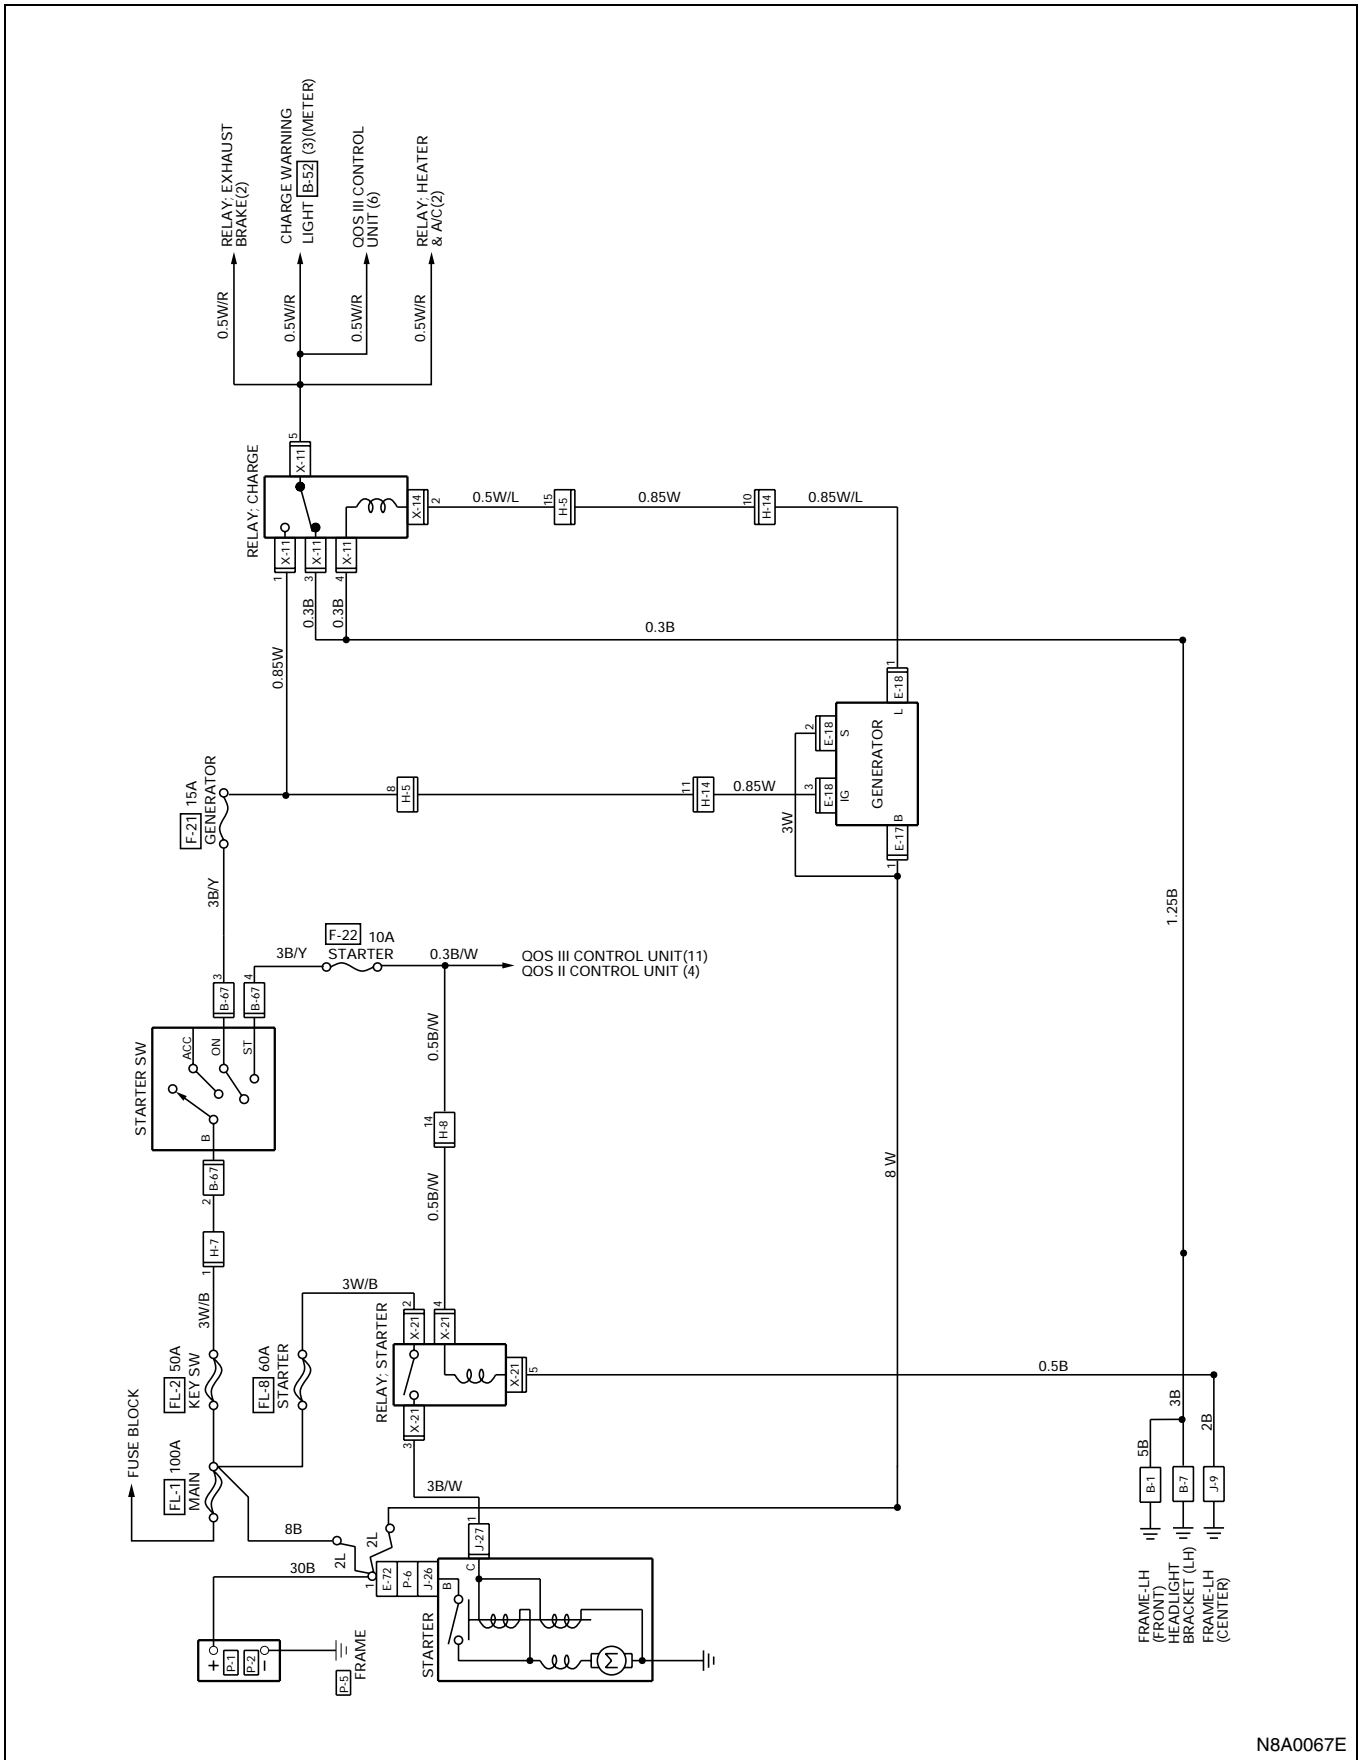 RELAY; EXHAUST
BRAKE(2)
CHARGE WARNING
LIGHT B-52 (3)(METER)
QOS III CONTROL
UNIT (6)
RELAY; HEATER
& A/C(2)
0.5W/R
0.5W/R
0.5W/R
0.5W/R
5
X-11
RELAY; CHARGE
X-14
2
0.5W/L
15
H-5
0.85W
10
H-14
0.85W/L
1
X-11
3
X-11
4
X-11
0.3B
0.3B
0.3B
0.85W
1
E-18
L
2
E-18
S
3
E-18
IG
GENERATOR
B
E-17
1
3W
F-21 15A
GENERATOR
8
H-5
11
H-14
0.85W
3B/Y
F-22 10A
STARTER
3B/Y
0.3B/W
QOS III CONTROL UNIT(11)
QOS II CONTROL UNIT (4)
3
B-67
4
B-67
STARTER SW
ACC
ON
ST
B
B-67
2
H-7
1
0.5B/W
14
H-8
0.5B/W
8 W
1.25B
3W/B
3W/B
FL-2 50A
KEY SW
FL-8 60A
STARTER
FUSE BLOCK
FL-1 100A
MAIN
RELAY; STARTER
2
X-21
4
X-21
X-21
5
X-21
3
0.5B
3B/W
8B
2L
2L
30B
1
E-72
P-6
J-26
B
1
J-27
C
STARTER
M
+
P-1
P-2
−
P-5
FRAME
3B
5B
2B
B-1
B-7
J-9
FRAME-LH
(FRONT)
HEADLIGHT
BRACKET (LH)
FRAME-LH
(CENTER)
N8A0067E